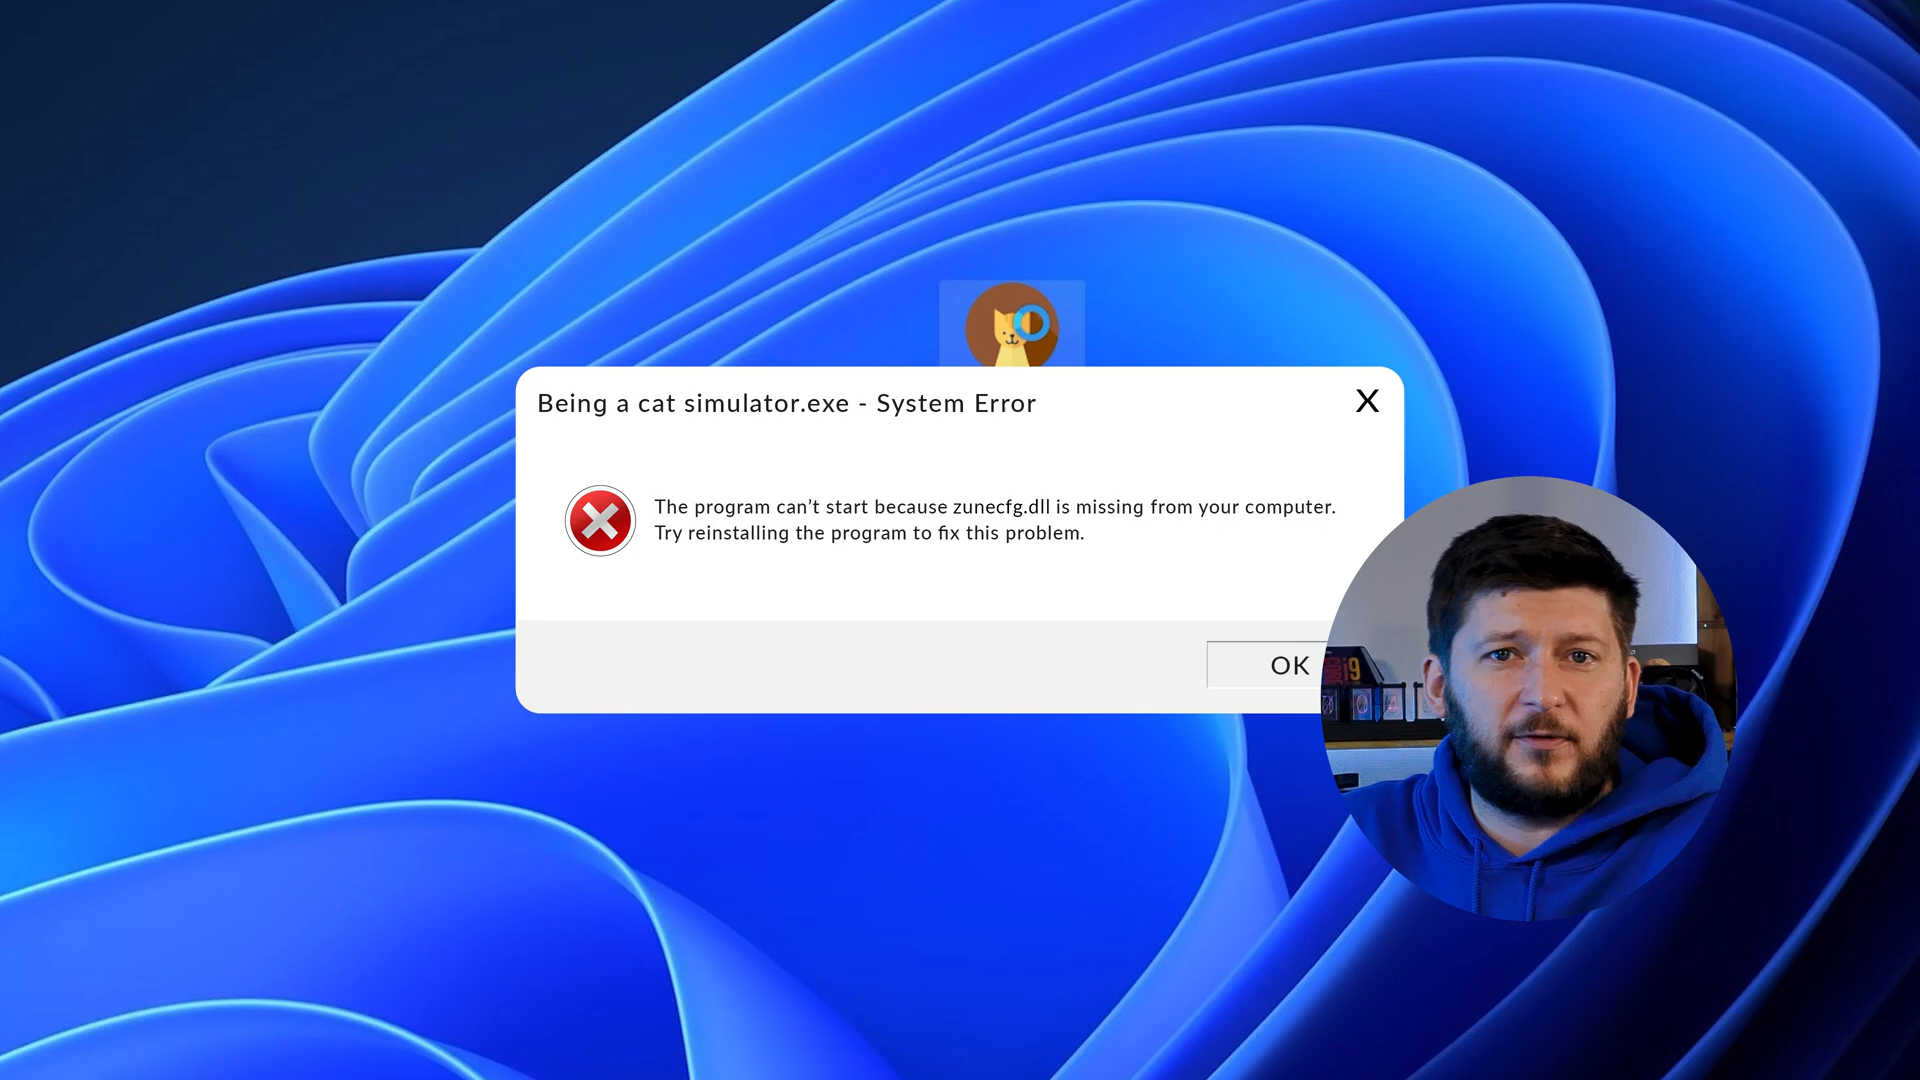 Being a cat simulator.exe - System Error
X
The program can’t start because zunecfg.dll is missing from your computer.
Try reinstalling the program to fix this problem.
OK
i9